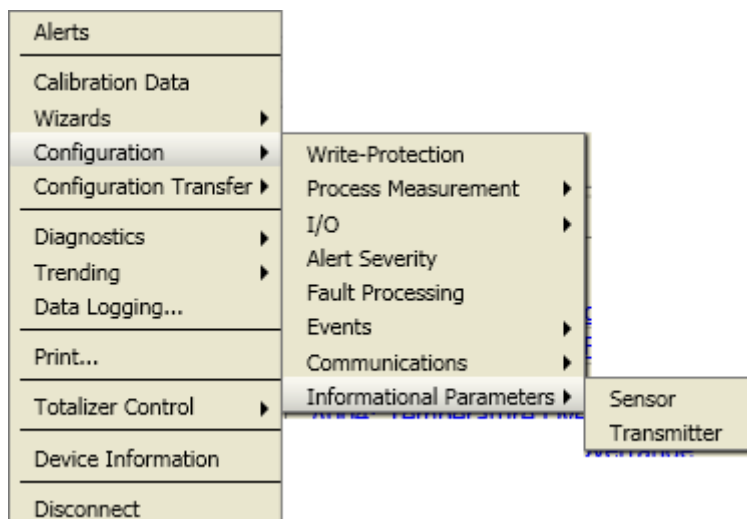 Alerts
Calibration Data
Wizards
Configuration
Configuration Transfer
Diagnostics
Trending
Data Logging...
Print...
Totalizer Control
Device Information
Disconnect
Write-Protection
Process Measurement
I/O
Alert Severity
Fault Processing
Events
Communications
Informational Parameters
Sensor
Transmitter